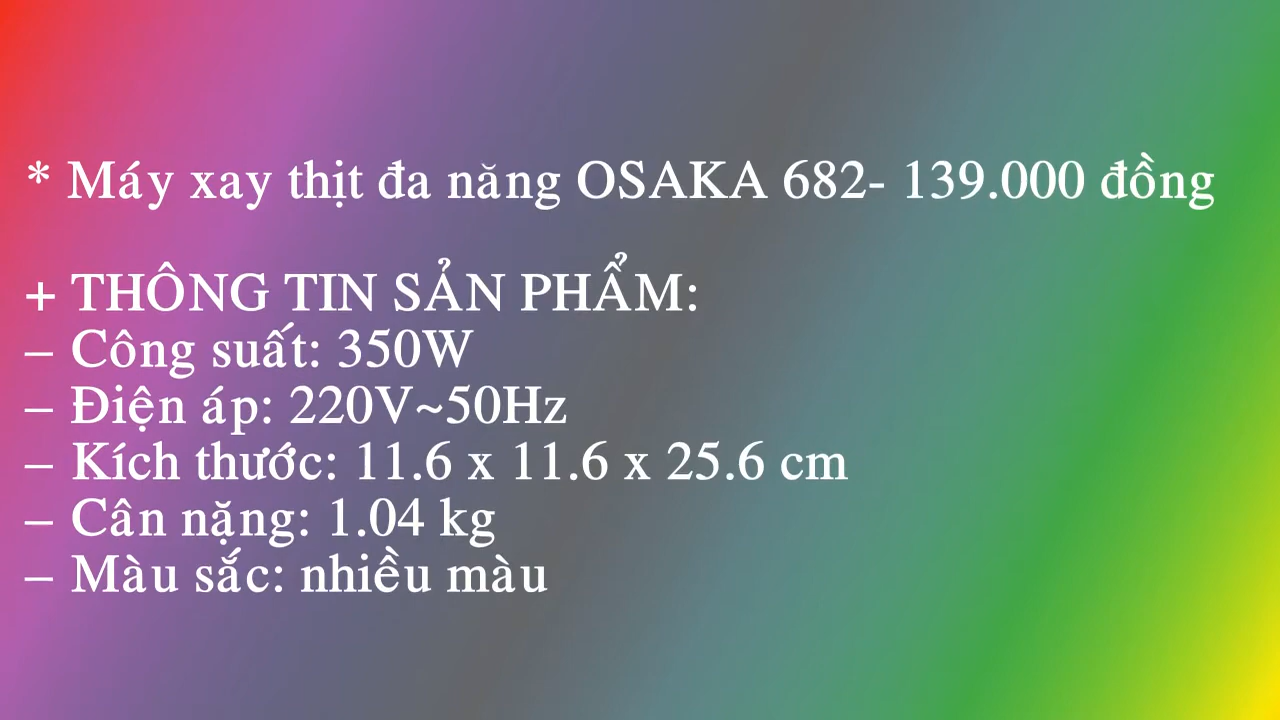 * Máy xay thịt đa năng OSAKA 682- 139.000 đồng
+ THÔNG TIN SẢN PHẨM:
– Công suất: 350W
– Điện áp: 220V~50Hz
– Kích thước: 11.6 x 11.6 x 25.6 cm
– Cân nặng: 1.04 kg
– Màu sắc: nhiều màu